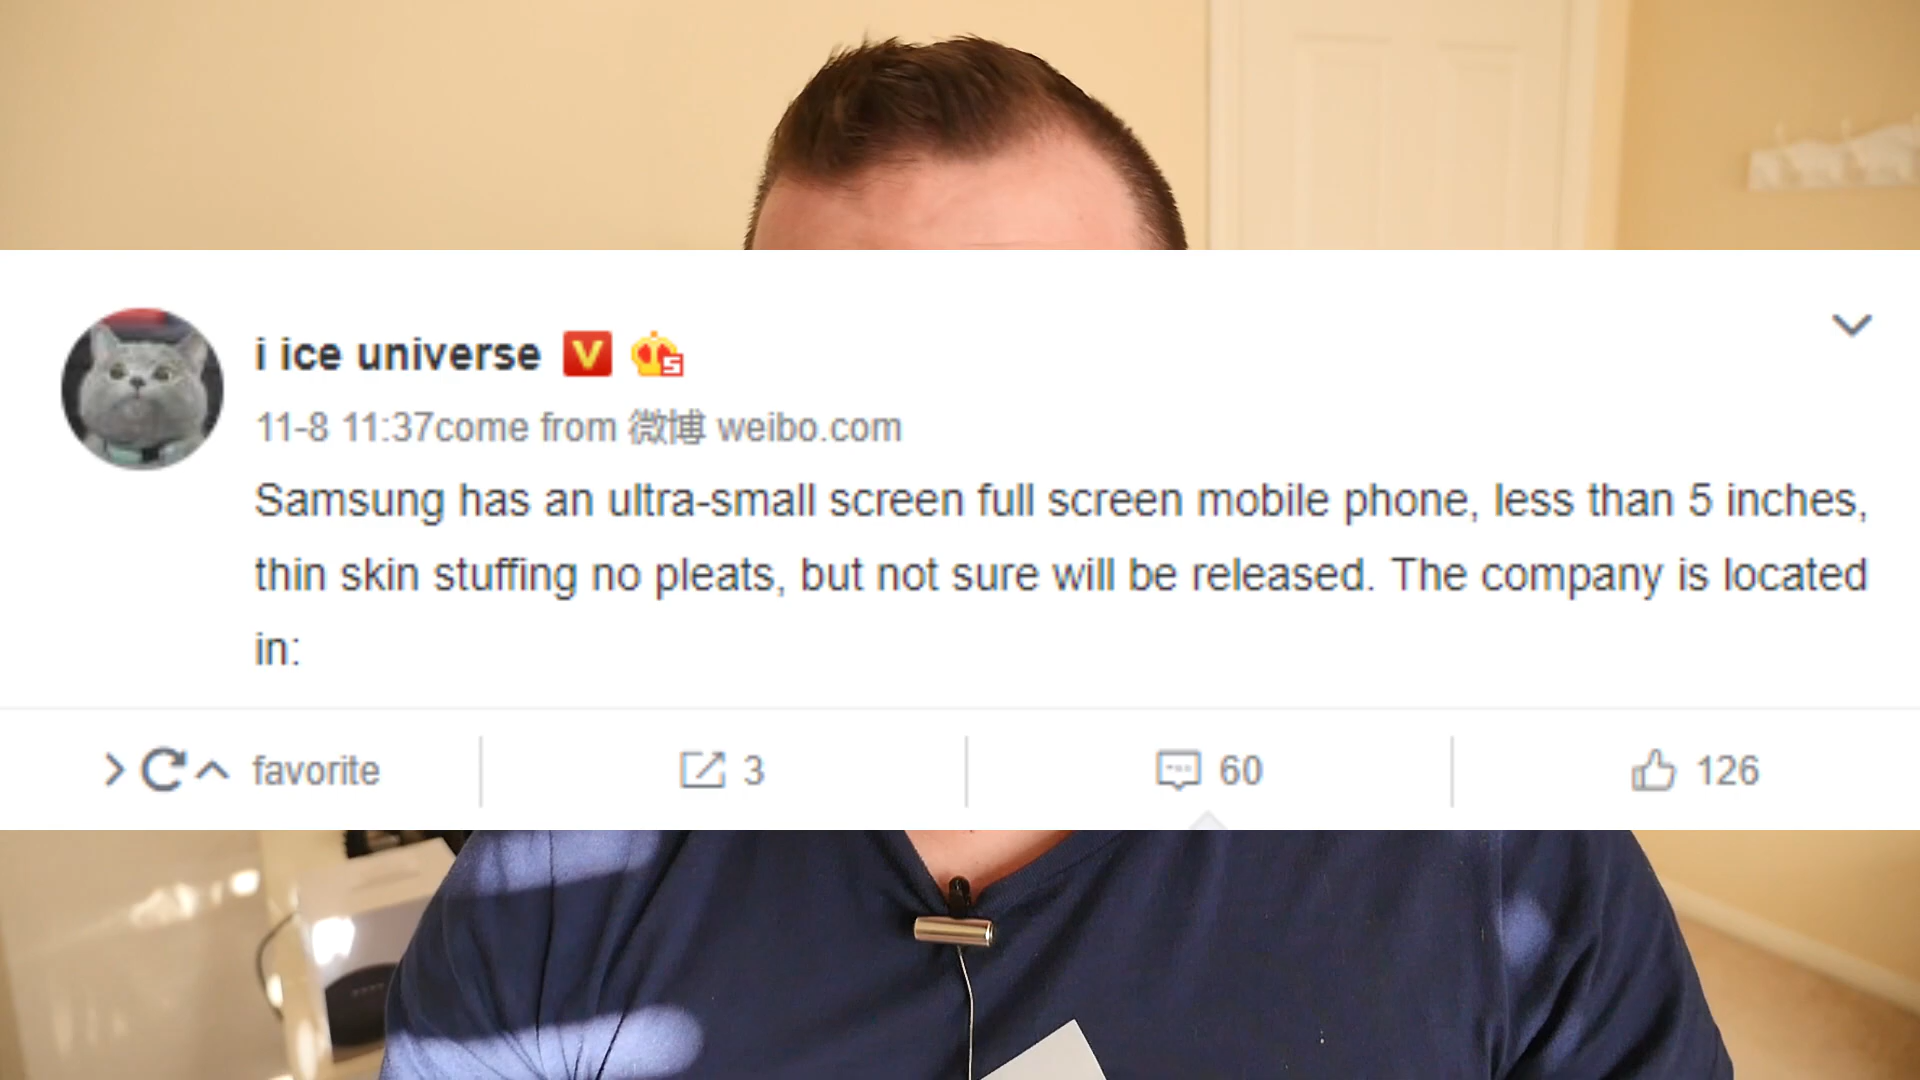 i ice universe
11-8 11:37come from 微博 weibo.com
Samsung has an ultra-small screen full screen mobile phone, less than 5 inches,
thin skin stuffing no pleats, but not sure will be released. The company is located
in:
favorite 3 60 126